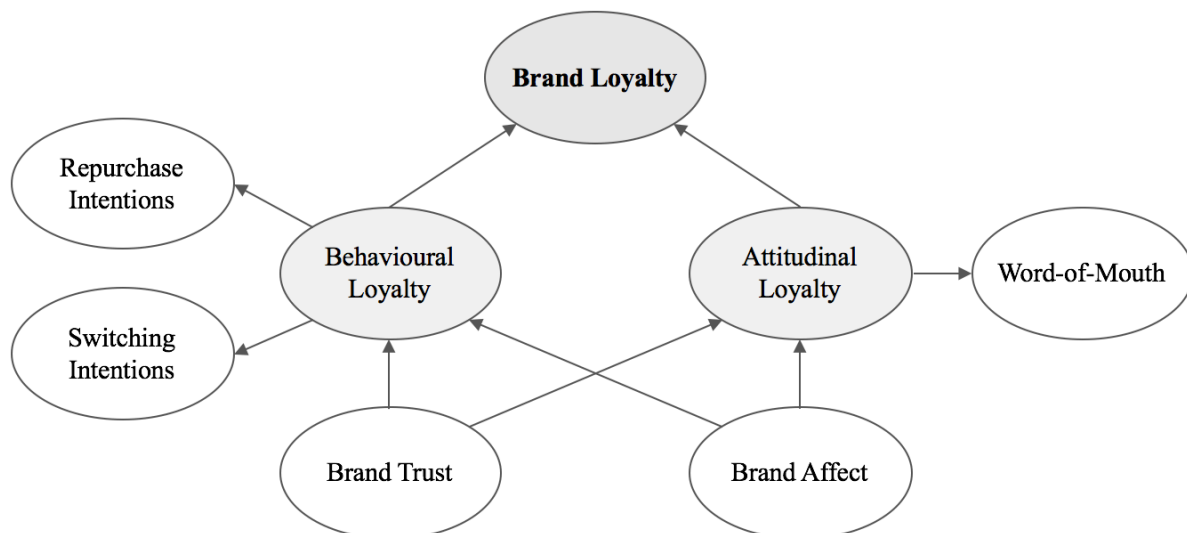 Brand Loyalty
Repurchase
Intentions
Behavioural
Loyalty
Attitudinal
Loyalty
Word-of-Mouth
Switching
Intentions
Brand Trust
Brand Affect